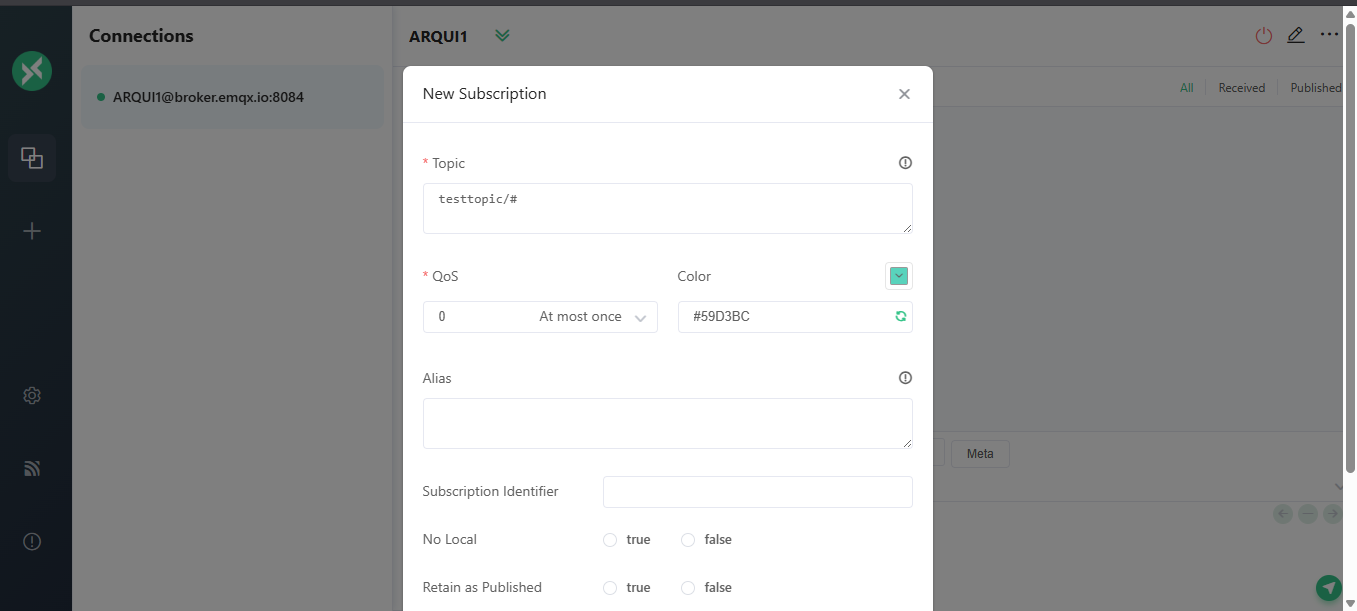 Connections
ARQUI1
ARQUI1@broker.emqx.io:8084
All
Received
Published
New Subscription
* Topic
testtopic/#
* QoS
Color
0
At most once
#59D3BC
Alias
Meta
Subscription Identifier
No Local
true
false
Retain as Published
true
false